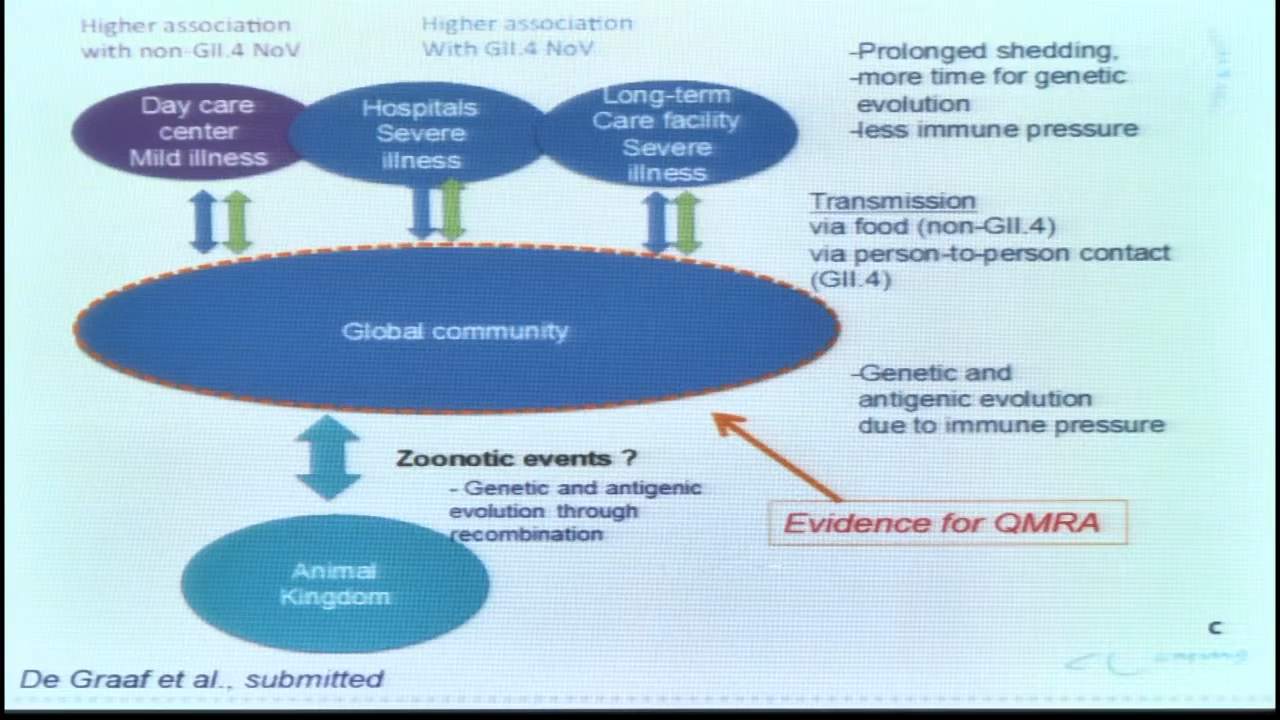 Higher association
with non-GII.4 NoV
Higher association
With GII.4 NoV
Day care
center
Mild illness
Hospitals
Severe
illness
Long-term
Care facility
Severe
illness
-Prolonged shedding,
-more time for genetic
evolution
-less immune pressure
Transmission
via food (non-GII.4)
via person-to-person contact
(GII.4)
Global community
-Genetic and
antigenic evolution
due to immune pressure
Zoonotic events ?
- Genetic and antigenic
evolution through
recombination
Evidence for QMRA
Animal
Kingdom
C
De Graaf et al., submitted